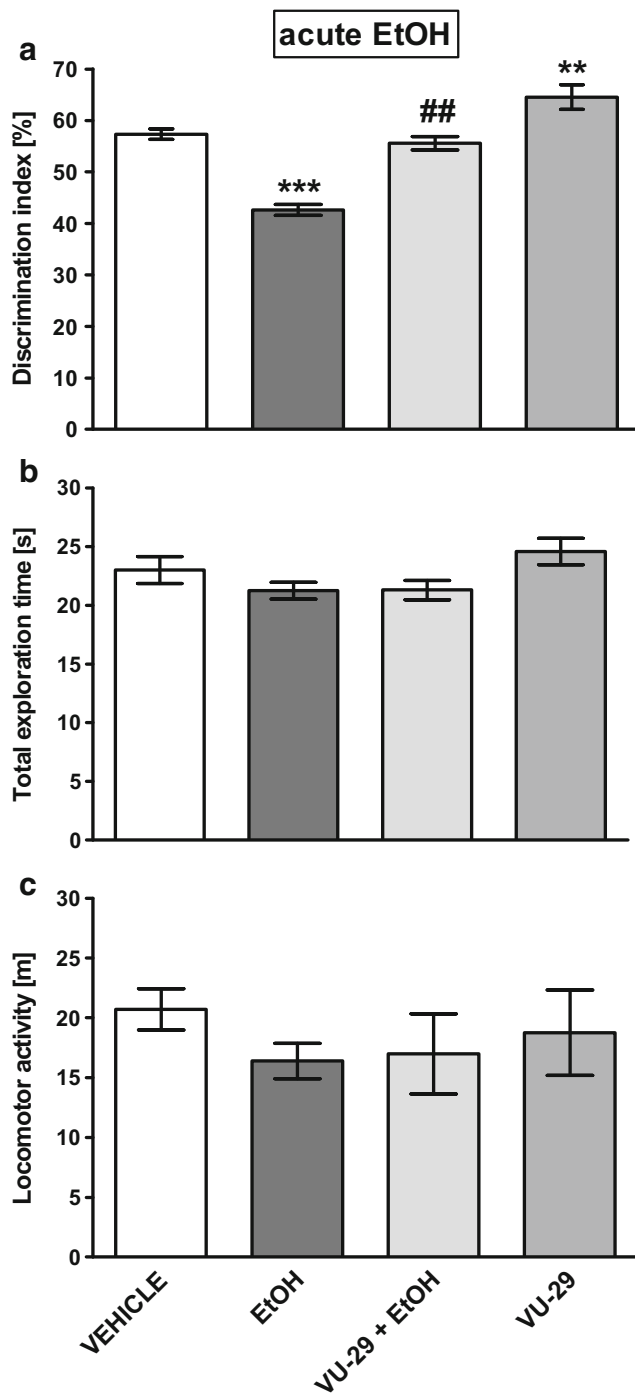 acute EtOH
a
Discrimination index [%]
70
60
50
40
30
20
10
0
***
##
**
b
Total exploration time [s]
30
25
20
15
10
5
0
c
Locomotor activity [m]
30
25
20
15
10
5
0
VEHICLE
EtOH
VU-29 + EtOH
VU-29